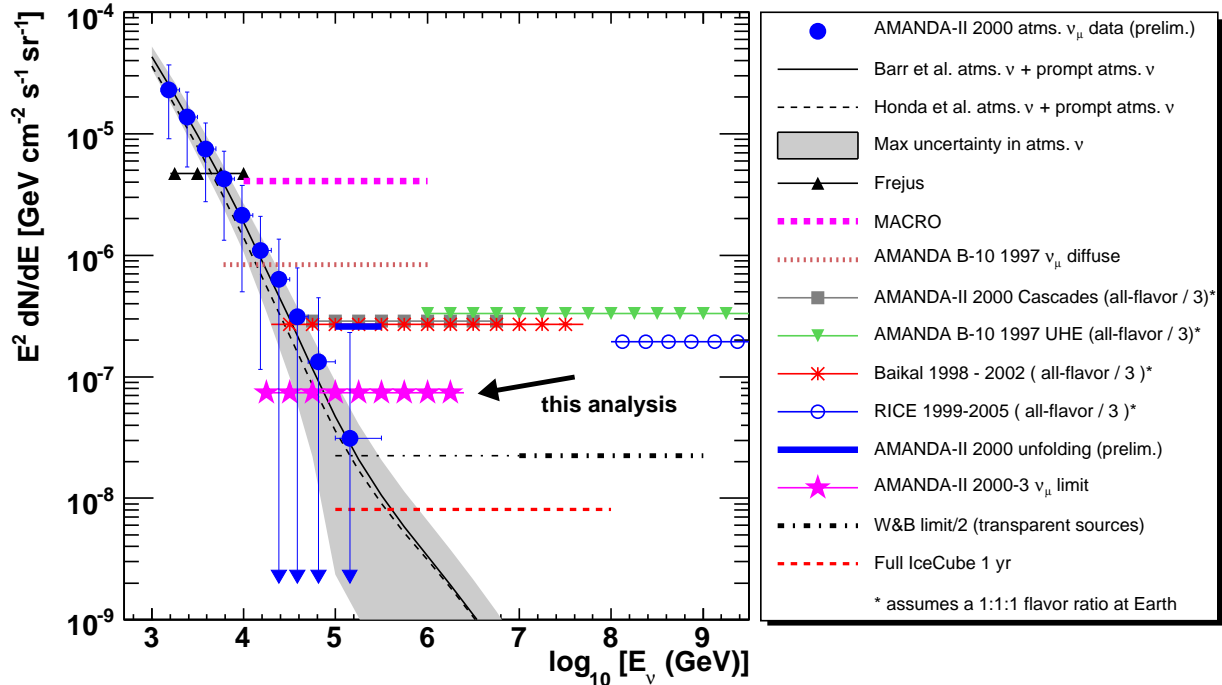 E² dN/dE [GeV cm⁻² s⁻¹ sr⁻¹]
10⁻⁴
10⁻⁵
10⁻⁶
10⁻⁷
10⁻⁸
10⁻⁹
this analysis
3 4 5 6 7 8 9
log₁₀ [E_ν (GeV)]
AMANDA-II 2000 atms. ν_μ data (prelim.)
Barr et al. atms. ν + prompt atms. ν
Honda et al. atms. ν + prompt atms. ν
Max uncertainty in atms. ν
Frejus
MACRO
AMANDA B-10 1997 ν_μ diffuse
AMANDA-II 2000 Cascades (all-flavor / 3)*
AMANDA B-10 1997 UHE (all-flavor / 3)*
Baikal 1998 - 2002 ( all-flavor / 3 )*
RICE 1999-2005 ( all-flavor / 3 )*
AMANDA-II 2000 unfolding (prelim.)
AMANDA-II 2000-3 ν_μ limit
W&B limit/2 (transparent sources)
Full IceCube 1 yr
* assumes a 1:1:1 flavor ratio at Earth